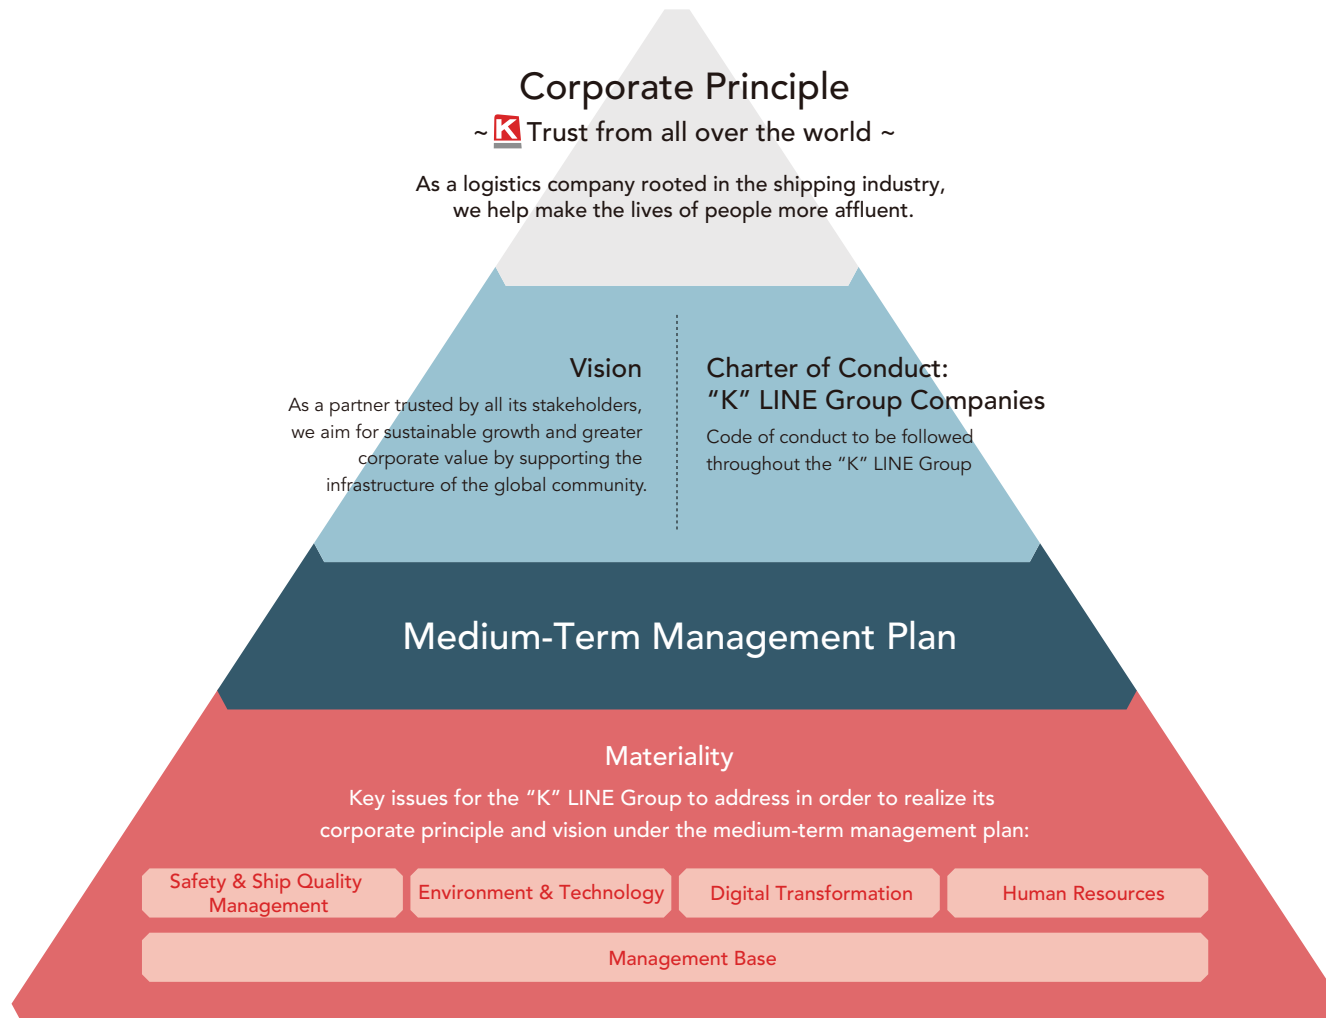 Corporate Principle
~ K Trust from all over the world ~
As a logistics company rooted in the shipping industry,
we help make the lives of people more affluent.
Vision
As a partner trusted by all its stakeholders,
we aim for sustainable growth and greater
corporate value by supporting the
infrastructure of the global community.
Charter of Conduct:
“K” LINE Group Companies
Code of conduct to be followed
throughout the “K” LINE Group
Medium-Term Management Plan
Materiality
Key issues for the “K” LINE Group to address in order to realize its
corporate principle and vision under the medium-term management plan:
Safety & Ship Quality
Management
Environment & Technology
Digital Transformation
Human Resources
Management Base